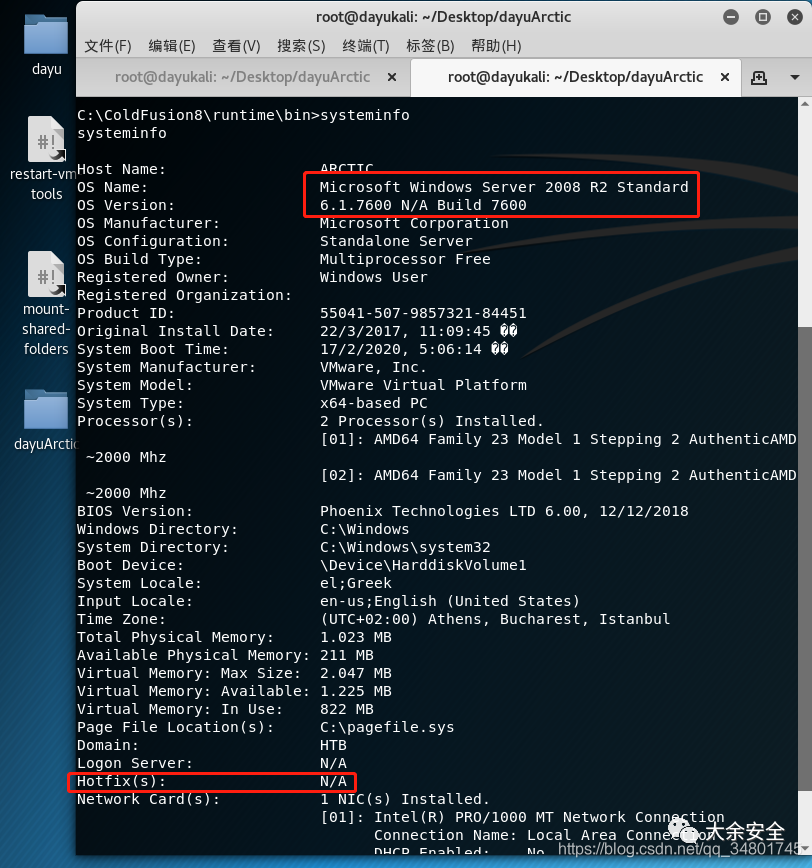 root@dayukali: ~/Desktop/dayuArctic
文件(F) 编辑(E) 查看(V) 搜索(S) 终端(T) 标签(B) 帮助(H)
root@dayukali: ~/Desktop/dayuArctic × root@dayukali: ~/Desktop/dayuArctic ×
dayu
restart-vm
tools
mount-
shared-
folders
dayuArctic
C:\ColdFusion8\runtime\bin>systeminfo
systeminfo
Host Name: ARCTIC
OS Name: Microsoft Windows Server 2008 R2 Standard
OS Version: 6.1.7600 N/A Build 7600
OS Manufacturer: Microsoft Corporation
OS Configuration: Standalone Server
OS Build Type: Multiprocessor Free
Registered Owner: Windows User
Registered Organization:
Product ID: 55041-507-9857321-84451
Original Install Date: 22/3/2017, 11:09:45 ��
System Boot Time: 17/2/2020, 5:06:14 ��
System Manufacturer: VMware, Inc.
System Model: VMware Virtual Platform
System Type: x64-based PC
Processor(s): 2 Processor(s) Installed.
[01]: AMD64 Family 23 Model 1 Stepping 2 AuthenticAMD
~2000 Mhz
[02]: AMD64 Family 23 Model 1 Stepping 2 AuthenticAMD
~2000 Mhz
BIOS Version: Phoenix Technologies LTD 6.00, 12/12/2018
Windows Directory: C:\Windows
System Directory: C:\Windows\system32
Boot Device: \Device\HarddiskVolume1
System Locale: el;Greek
Input Locale: en-us;English (United States)
Time Zone: (UTC+02:00) Athens, Bucharest, Istanbul
Total Physical Memory: 1.023 MB
Available Physical Memory: 211 MB
Virtual Memory: Max Size: 2.047 MB
Virtual Memory: Available: 1.225 MB
Virtual Memory: In Use: 822 MB
Page File Location(s): C:\pagefile.sys
Domain: HTB
Logon Server: N/A
Hotfix(s): N/A
Network Card(s): 1 NIC(s) Installed.
[01]: Intel(R) PRO/1000 MT Network Connection
Connection Name: Local Area Connection
DHCP Enabled: No
大余安全
https://blog.csdn.net/qq_34801745